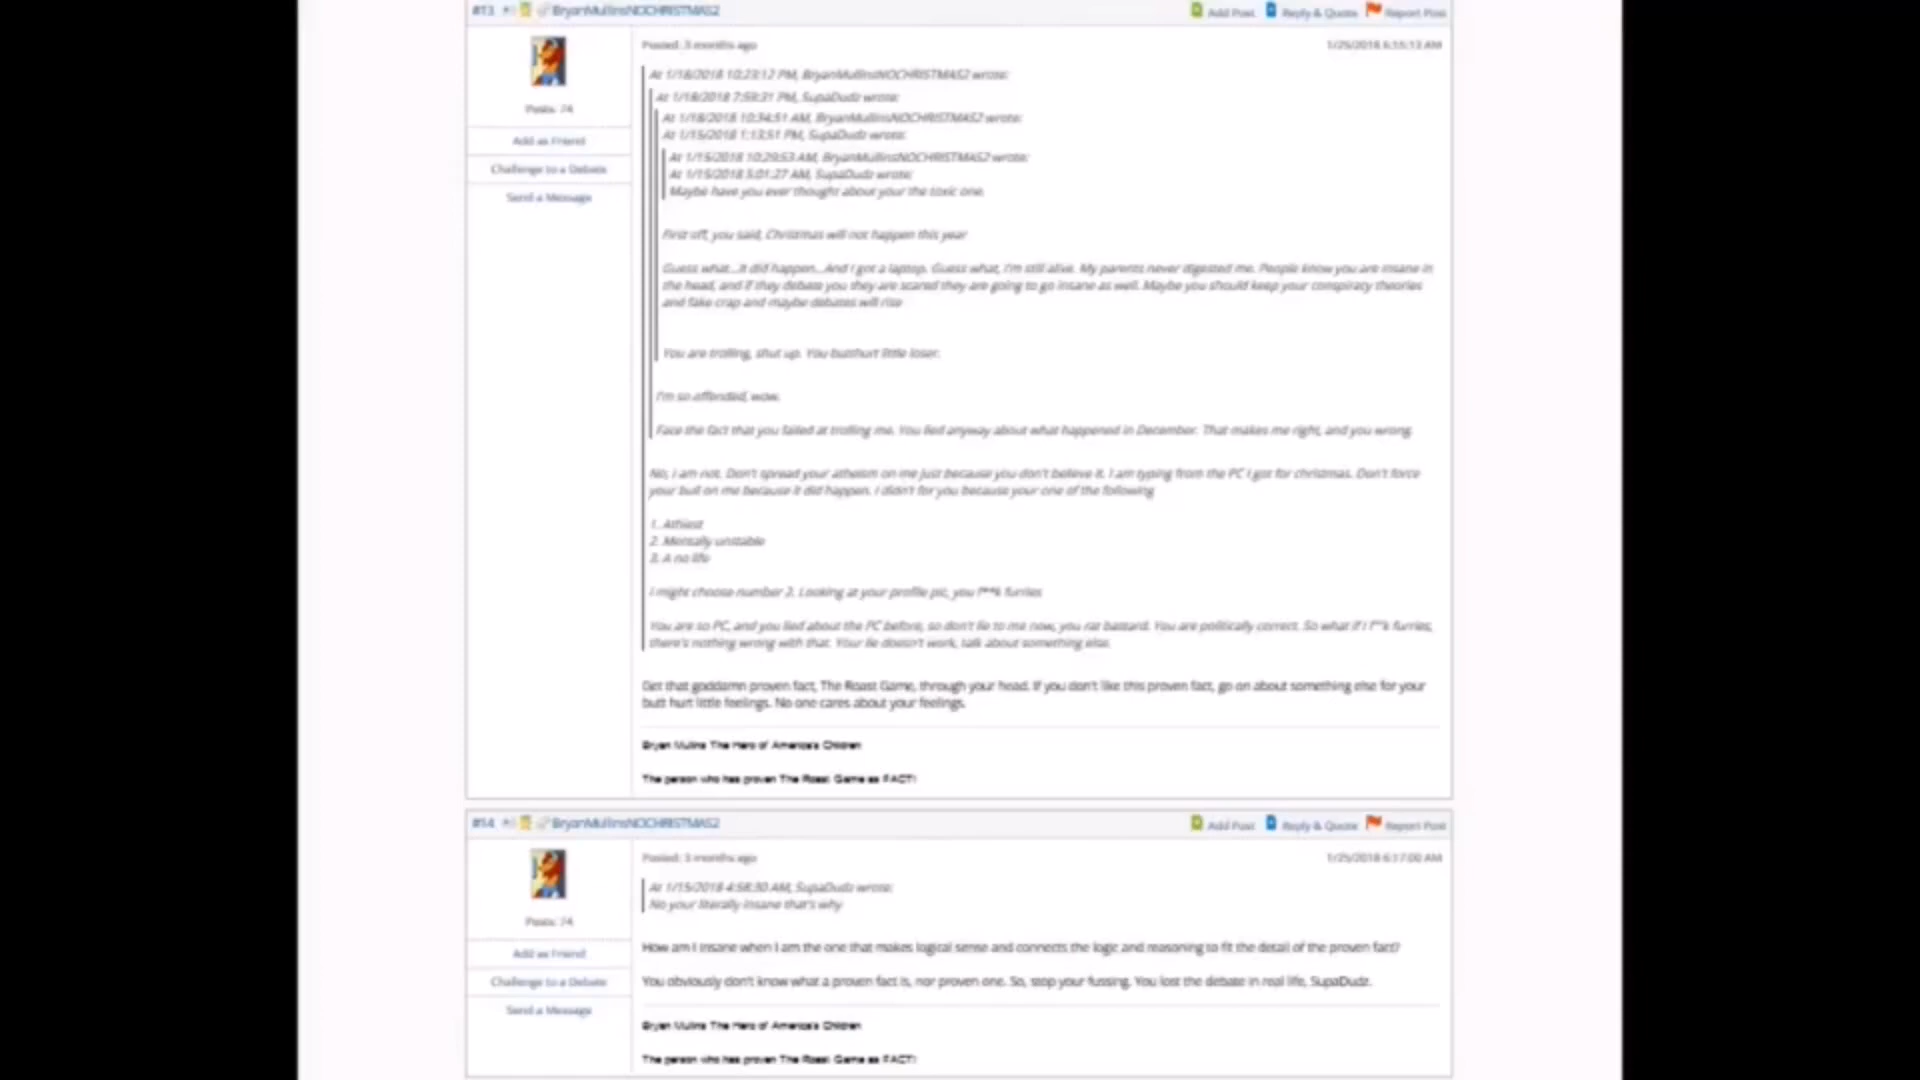 #13 BryanMullinsNOCHRISTMAS2 Add Post Reply & Quote Report Post
Posted: 3 months ago 1/25/2018 6:15:13 AM
At 1/18/2018 10:23:12 PM, BryanMullinsNOCHRISTMAS2 wrote:
At 1/18/2018 7:59:31 PM, SupaDudz wrote:
At 1/18/2018 10:34:51 AM, BryanMullinsNOCHRISTMAS2 wrote:
At 1/15/2018 1:13:51 PM, SupaDudz wrote:
At 1/15/2018 10:29:53 AM, BryanMullinsNOCHRISTMAS2 wrote:
At 1/15/2018 5:01:27 AM, SupaDudz wrote:
Maybe have you ever thought about your the toxic one.
Posts: 74
Add as Friend
Challenge to a Debate
Send a Message
First off, you said, Christmas will not happen this year
Guess what...It did happen...And I got a laptop. Guess what, I'm still alive. My parents never digested me. People know you are insane in
the head, and if they debate you they are scared they are going to go insane as well. Maybe you should keep your conspiracy theories
and fake crap and maybe debates will rise
You are trolling, shut up. You butthurt little loser.
I'm so offended, wow.
Face the fact that you failed at trolling me. You lied anyway about what happened in December. That makes me right, and you wrong.
No, I am not. Don't spread your atheism on me just because you don't believe it. I am typing from the PC I got for christmas. Don't force
your bull on me because it did happen. I didn't for you because your one of the following
1. Athiest
2. Mentally unstable
3. A no life
I might choose number 2. Looking at your profile pic, you f**k furries
You are so PC, and you lied about the PC before, so don't lie to me now, you rat bastard. You are politically correct. So what if I f**k furries,
there's nothing wrong with that. Your lie doesn't work, talk about something else.
Get that goddamn proven fact, The Roast Game, through your head. If you don't like this proven fact, go on about something else for your
butt hurt little feelings. No one cares about your feelings.
Bryan Mulins The Hero of America's Children
The person who has proven The Roast Game as FACT!
#14 BryanMullinsNOCHRISTMAS2 Add Post Reply & Quote Report Post
Posted: 3 months ago 1/25/2018 6:17:00 AM
At 1/15/2018 4:58:30 AM, SupaDudz wrote:
No your literally insane that's why
Posts: 74
Add as Friend
Challenge to a Debate
Send a Message
How am I insane when I am the one that makes logical sense and connects the logic and reasoning to fit the detail of the proven fact?
You obviously don't know what a proven fact is, nor proven one. So, stop your fussing. You lost the debate in real life, SupaDudz.
Bryan Mulins The Hero of America's Children
The person who has proven The Roast Game as FACT!